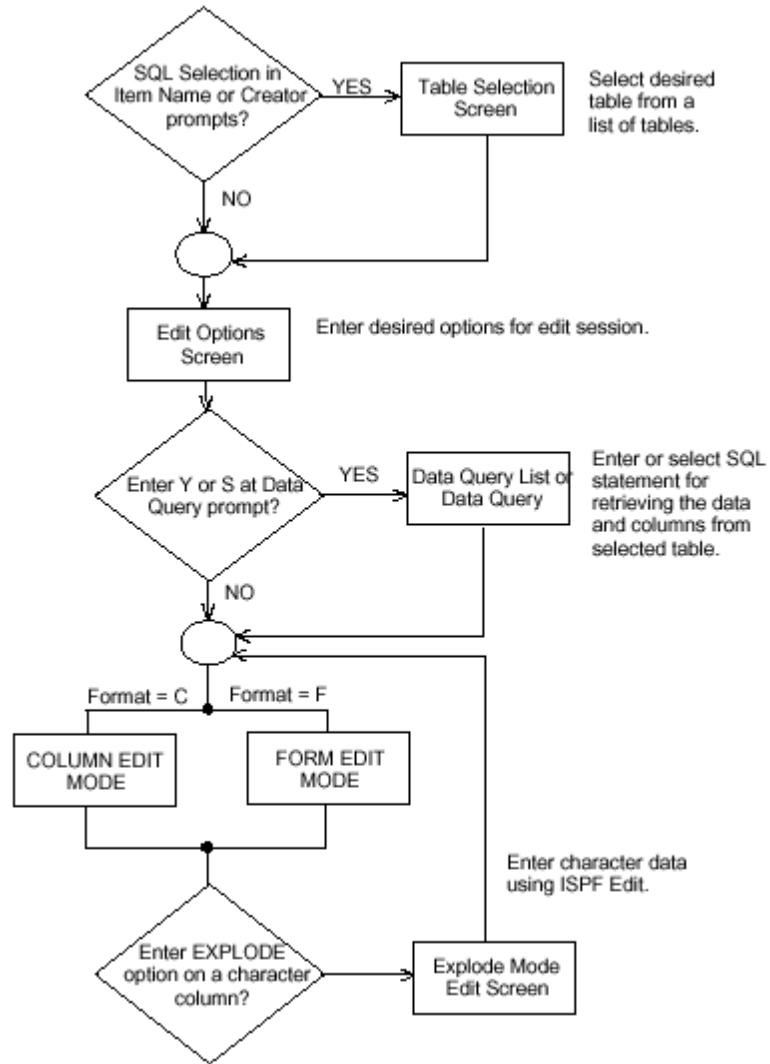 SQL Selection in
Item Name or Creator
prompts?
YES
Table Selection
Screen
Select desired
table from a
list of tables.
NO
Edit Options
Screen
Enter desired options for edit session.
Enter Y or S at Data
Query prompt?
YES
Data Query List or
Data Query
Enter or select SQL
statement for
retrieving the data
and columns from
selected table.
NO
Format = C
Format = F
COLUMN EDIT
MODE
FORM EDIT
MODE
Enter character data
using ISPF Edit.
Enter EXPLODE
option on a character
column?
Explode Mode
Edit Screen